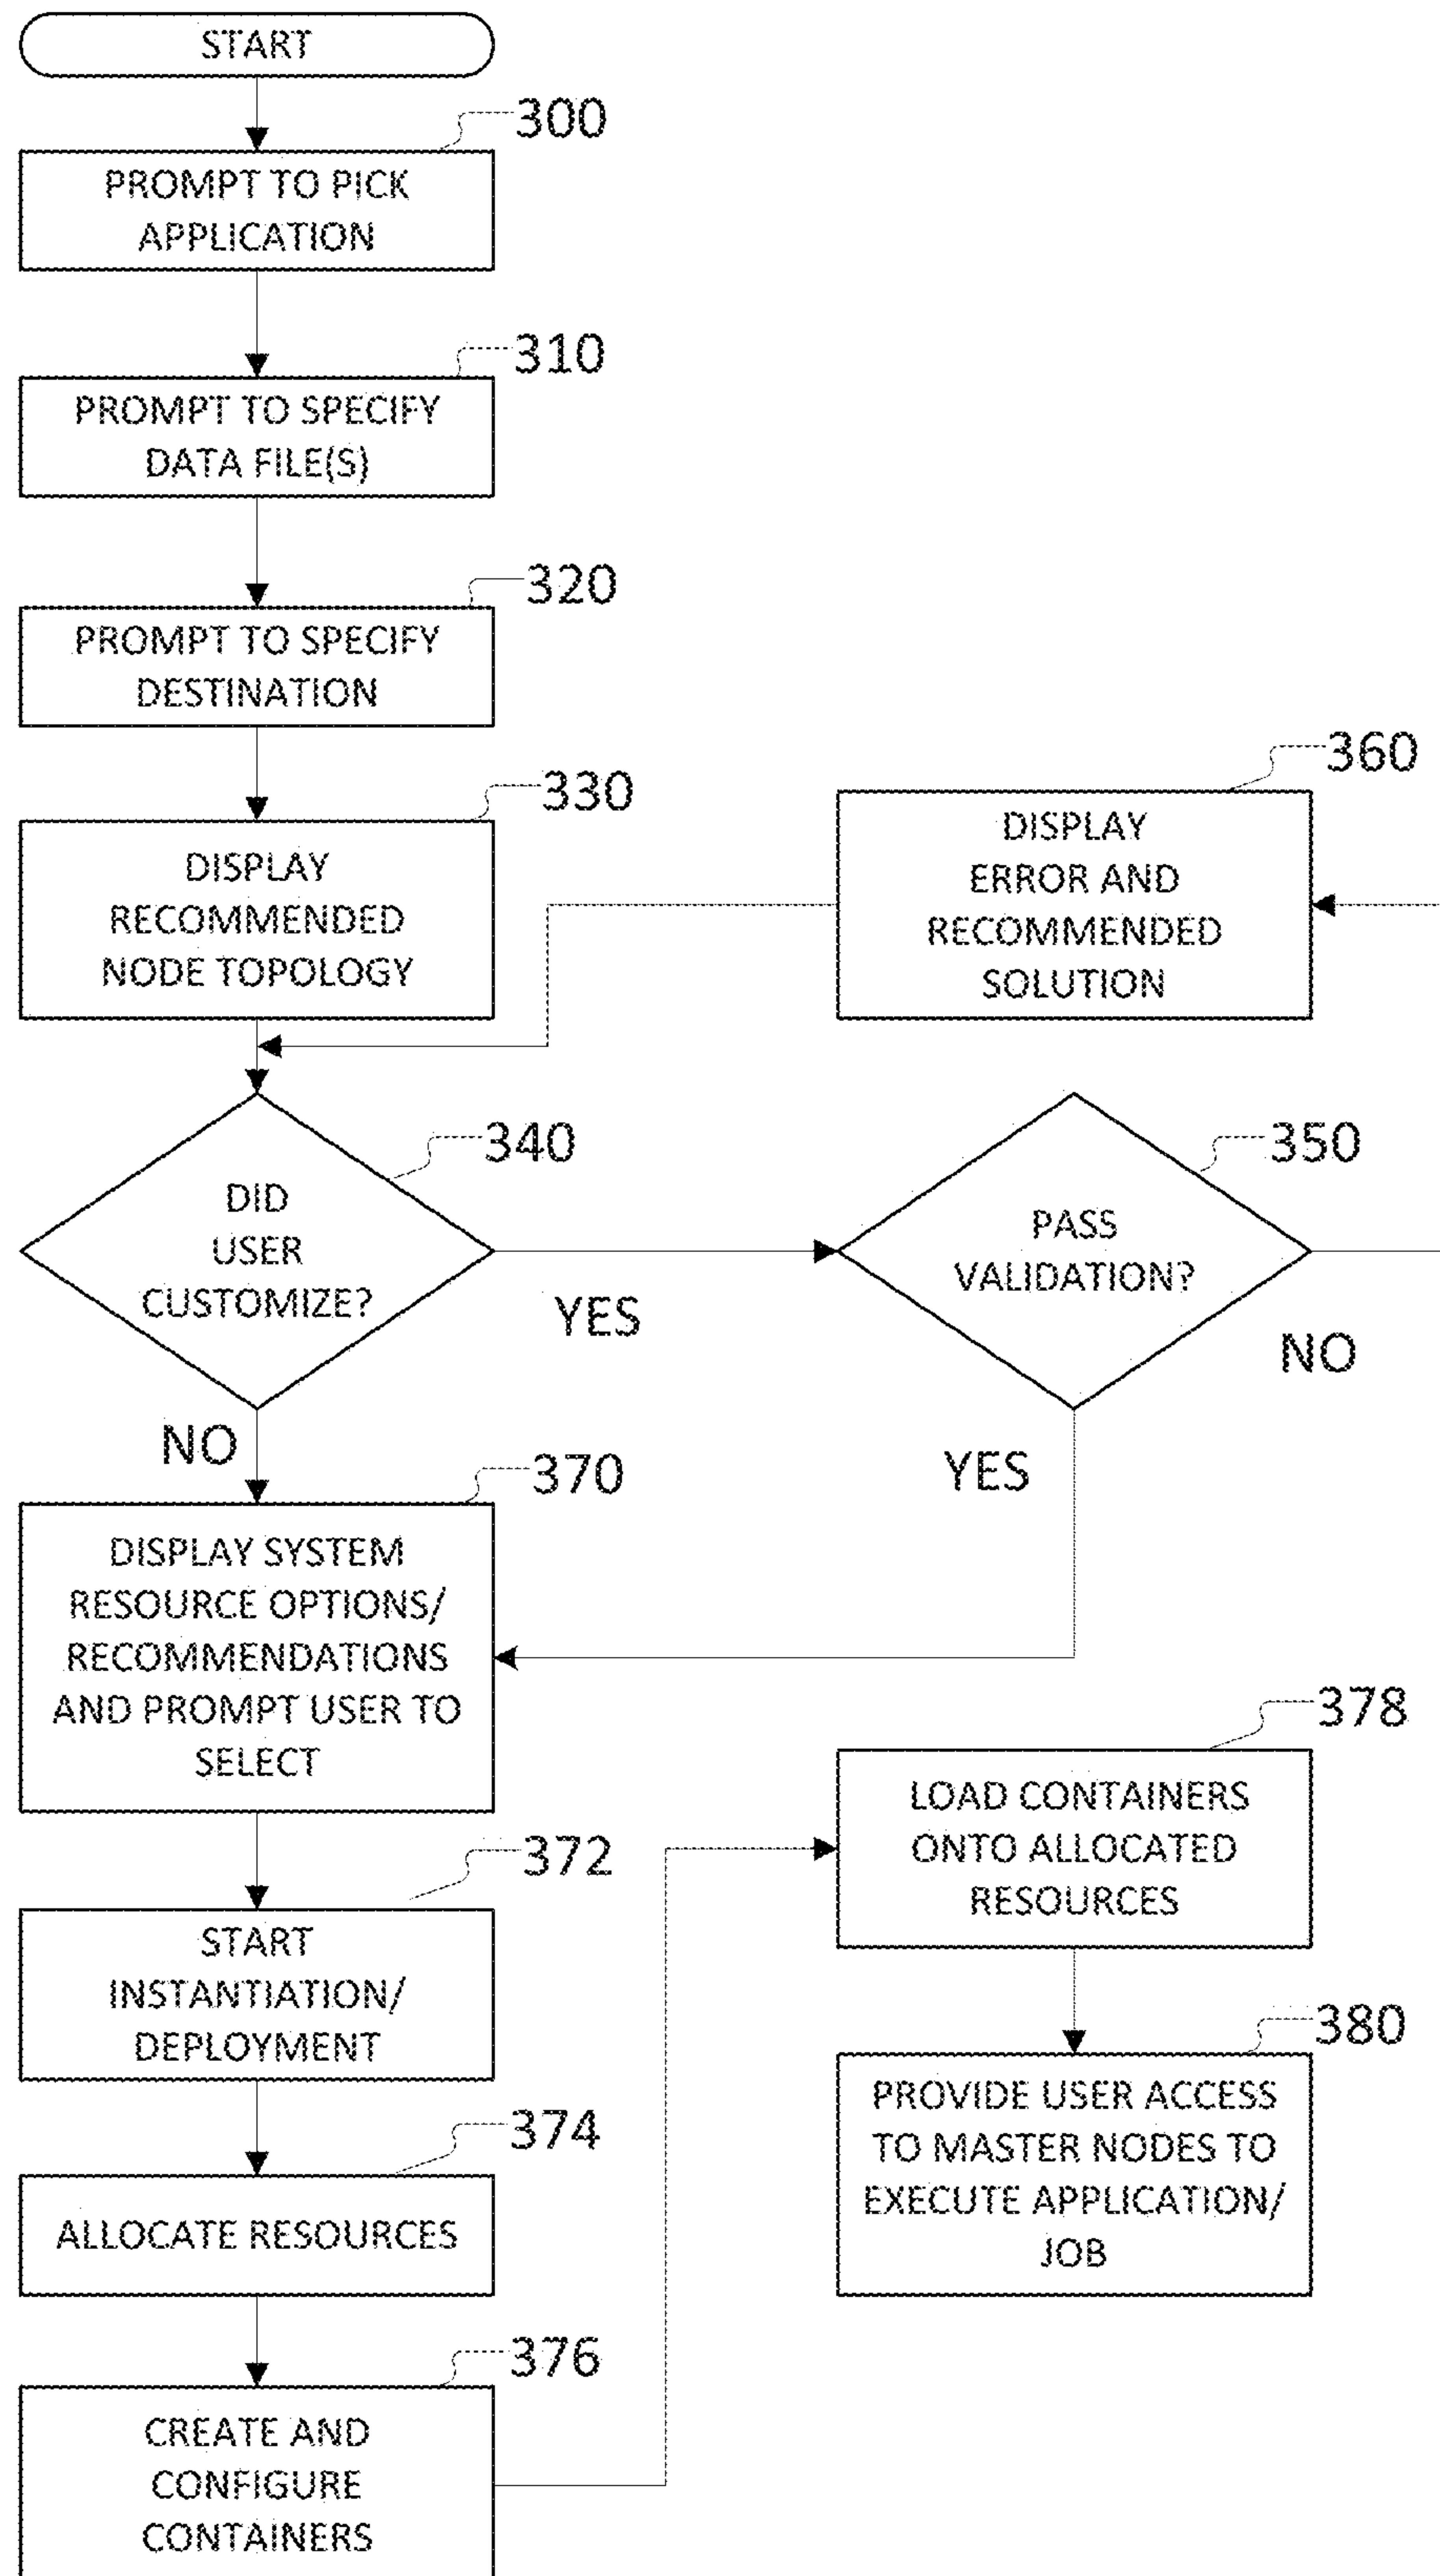 START
300
PROMPT TO PICK
APPLICATION
310
PROMPT TO SPECIFY
DATA FILE(S)
320
PROMPT TO SPECIFY
DESTINATION
330
DISPLAY
RECOMMENDED
NODE TOPOLOGY
360
DISPLAY
ERROR AND
RECOMMENDED
SOLUTION
340
DID
USER
CUSTOMIZE?
YES
NO
350
PASS
VALIDATION?
NO
YES
370
DISPLAY SYSTEM
RESOURCE OPTIONS/
RECOMMENDATIONS
AND PROMPT USER TO
SELECT
372
START
INSTANTIATION/
DEPLOYMENT
374
ALLOCATE RESOURCES
376
CREATE AND
CONFIGURE
CONTAINERS
378
LOAD CONTAINERS
ONTO ALLOCATED
RESOURCES
380
PROVIDE USER ACCESS
TO MASTER NODES TO
EXECUTE APPLICATION/
JOB